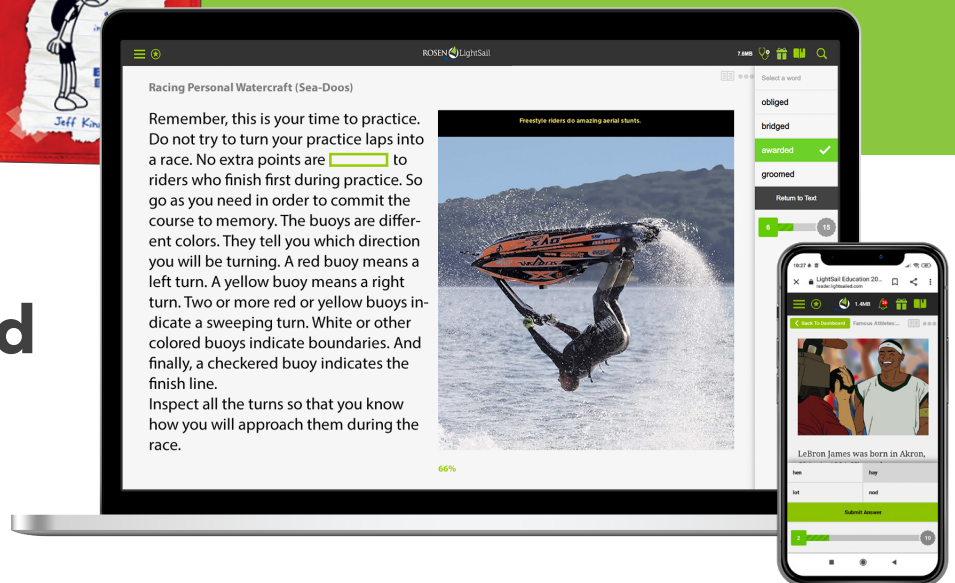 Jeff Kin
d
ROSEN LightSail
7.6MB
Racing Personal Watercraft (Sea-Doos)
Remember, this is your time to practice.
Do not try to turn your practice laps into
a race. No extra points are to
riders who finish first during practice. So
go as you need in order to commit the
course to memory. The buoys are differ-
ent colors. They tell you which direction
you will be turning. A red buoy means a
left turn. A yellow buoy means a right
turn. Two or more red or yellow buoys in-
dicate a sweeping turn. White or other
colored buoys indicate boundaries. And
finally, a checkered buoy indicates the
finish line.
Inspect all the turns so that you know
how you will approach them during the
race.
66%
Freestyle riders do amazing aerial stunts.
Select a word
obliged
bridged
awarded
groomed
Return to Text
6 15
10:27
LightSail Education 20...
reader.lightsailed.com
1.4MB
Back To Dashboard Famous Athletes:...
LeBron James was born in Akron,
hen hay
lot nod
Submit Answer
2 10